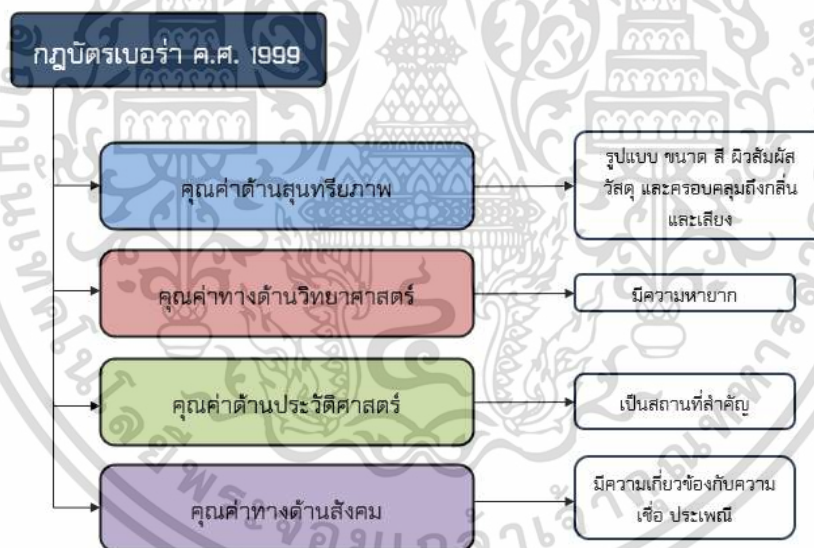 กฎบัตรเบอร่า ค.ศ. 1999
คุณค่าด้านสุนทรียภาพ
รูปแบบ ขนาด สี ผิวสัมผัส
วัสดุ และครอบคลุมถึงกลิ่น
และเสียง
คุณค่าทางด้านวิทยาศาสตร์
มีความหายาก
คุณค่าด้านประวัติศาสตร์
เป็นสถานที่สำคัญ
คุณค่าทางด้านสังคม
มีความเกี่ยวข้องกับความ
เชื่อ ประเพณี